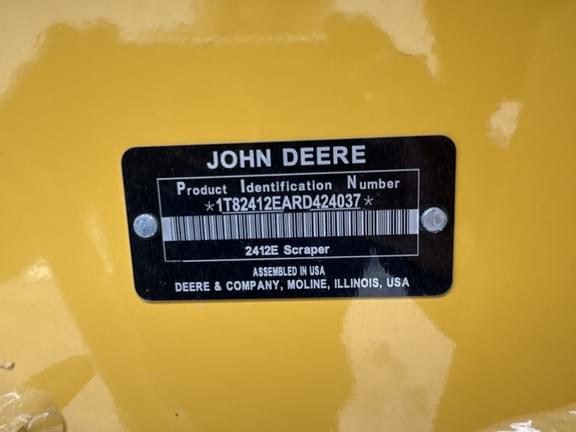 JOHN DEERE
Product Identification Number
*1T82412EARD424037*
2412E Scraper
ASSEMBLED IN USA
DEERE & COMPANY, MOLINE, ILLINOIS, USA